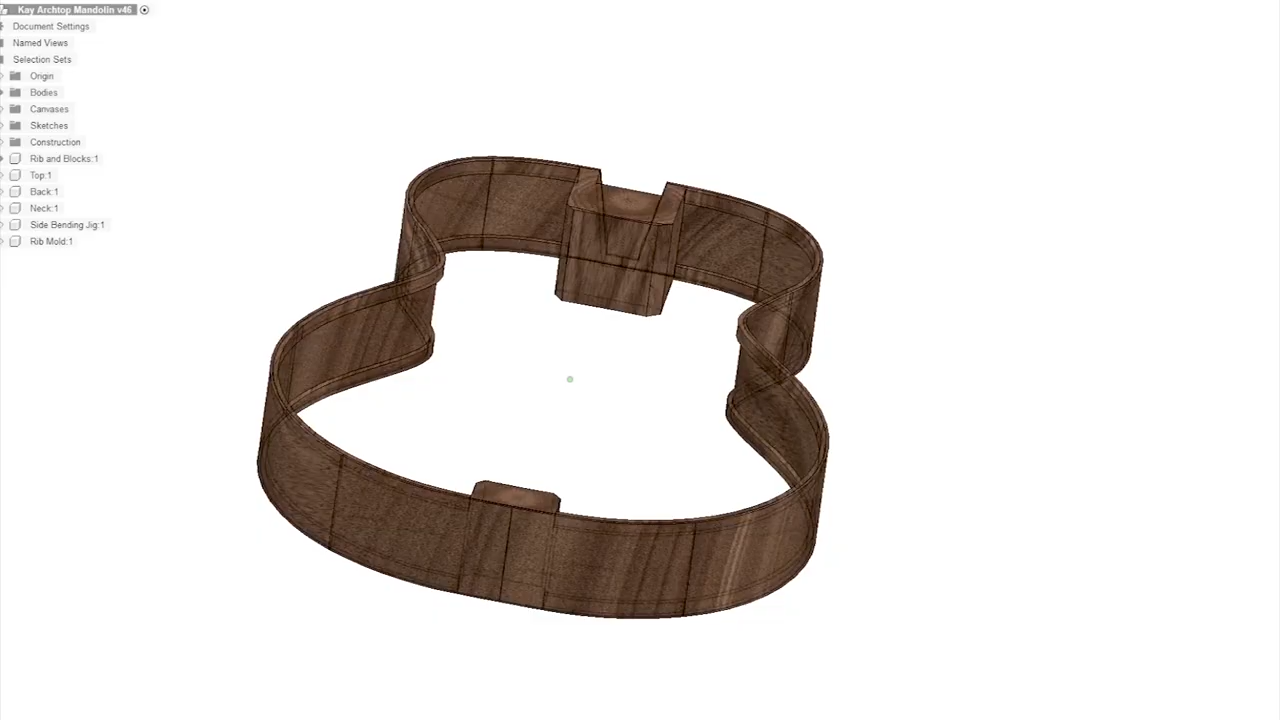 Kay Archtop Mandolin v46
Document Settings
Named Views
Selection Sets
Origin
Bodies
Canvases
Sketches
Construction
Rib and Blocks:1
Top:1
Back:1
Neck:1
Side Bending Jig:1
Rib Mold:1